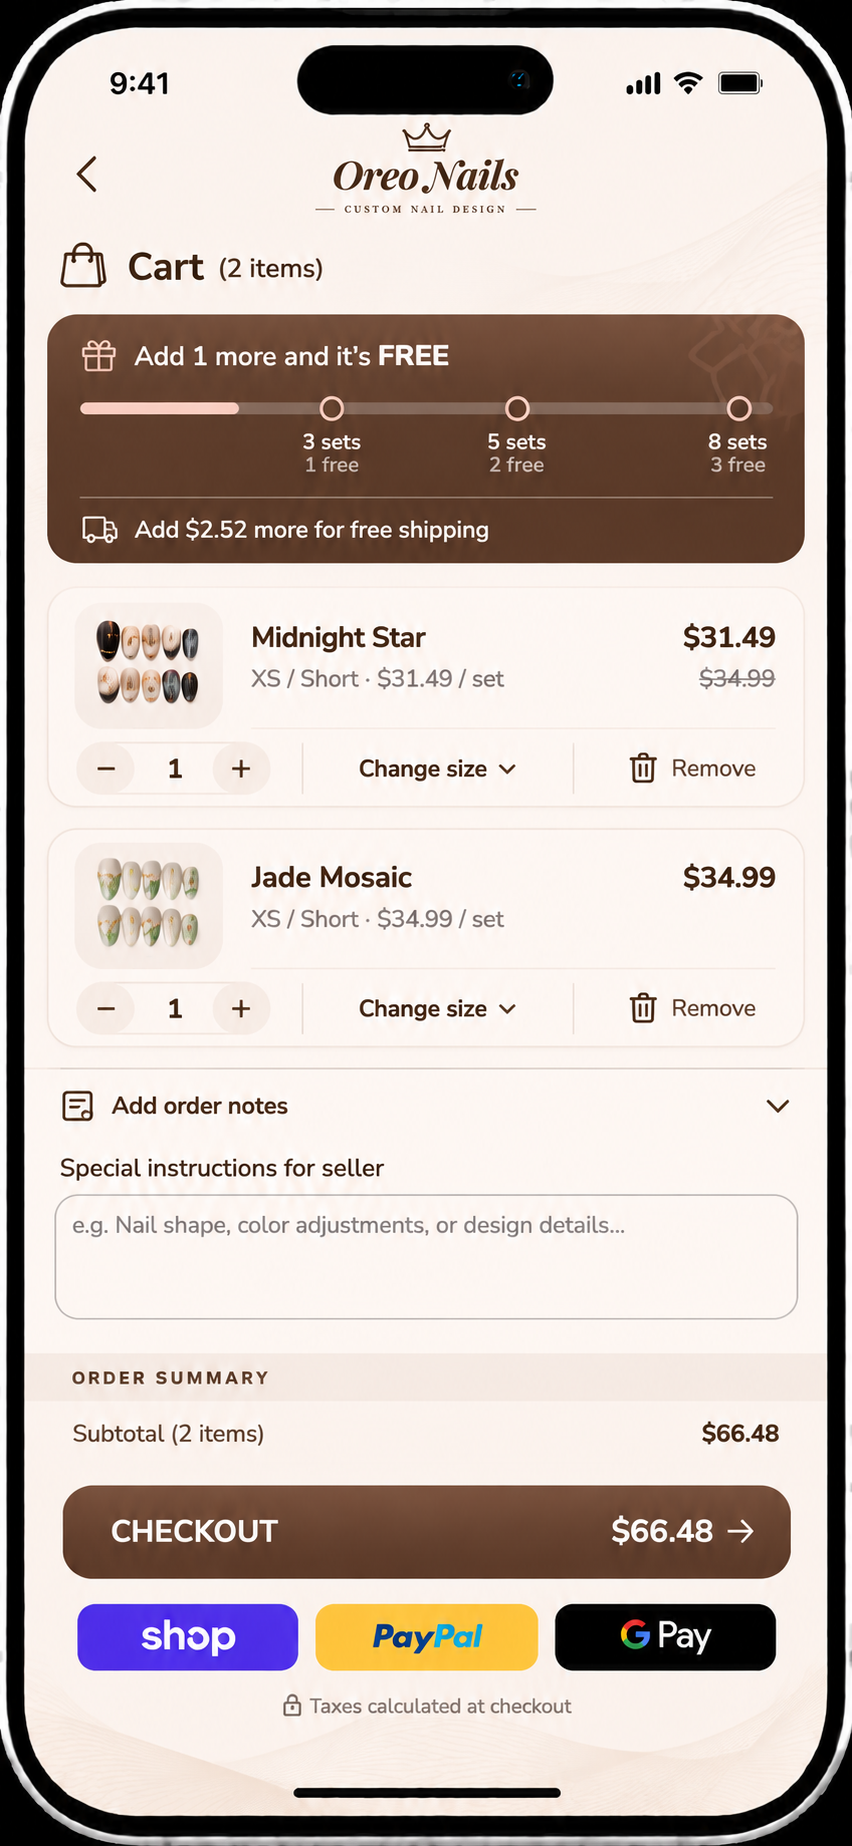 9:41
Oreo Nails
CUSTOM NAIL DESIGN
Cart (2 items)
Add 1 more and it's FREE
3 sets 5 sets 8 sets
1 free 2 free 3 free
Add $2.52 more for free shipping
Midnight Star $31.49
XS / Short · $31.49 / set $34.99
− 1 + Change size Remove
Jade Mosaic $34.99
XS / Short · $34.99 / set
− 1 + Change size Remove
Add order notes
Special instructions for seller
e.g. Nail shape, color adjustments, or design details...
ORDER SUMMARY
Subtotal (2 items) $66.48
CHECKOUT $66.48 →
shop PayPal G Pay
Taxes calculated at checkout